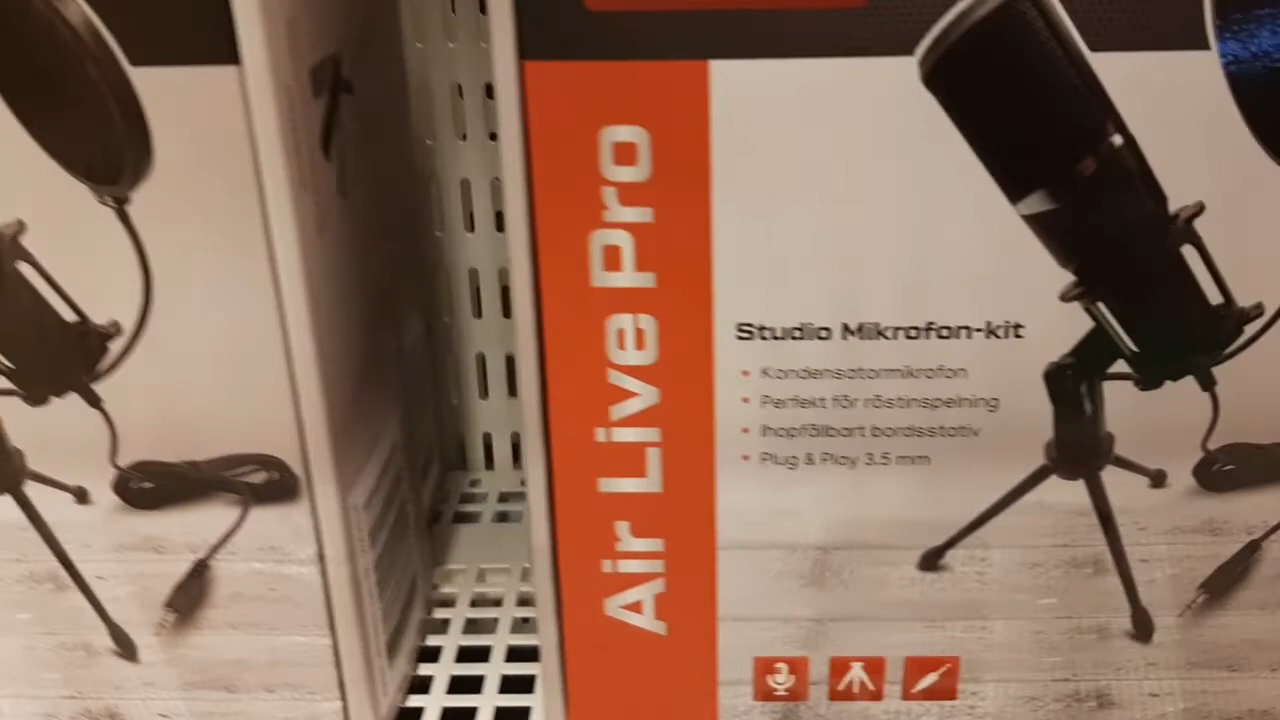 Air Live Pro
Studio Mikrofon-kit
Kondensatormikrofon
Perfekt för röstinspelning
Ihopfällbart bordsstativ
Plug & Play 3.5 mm